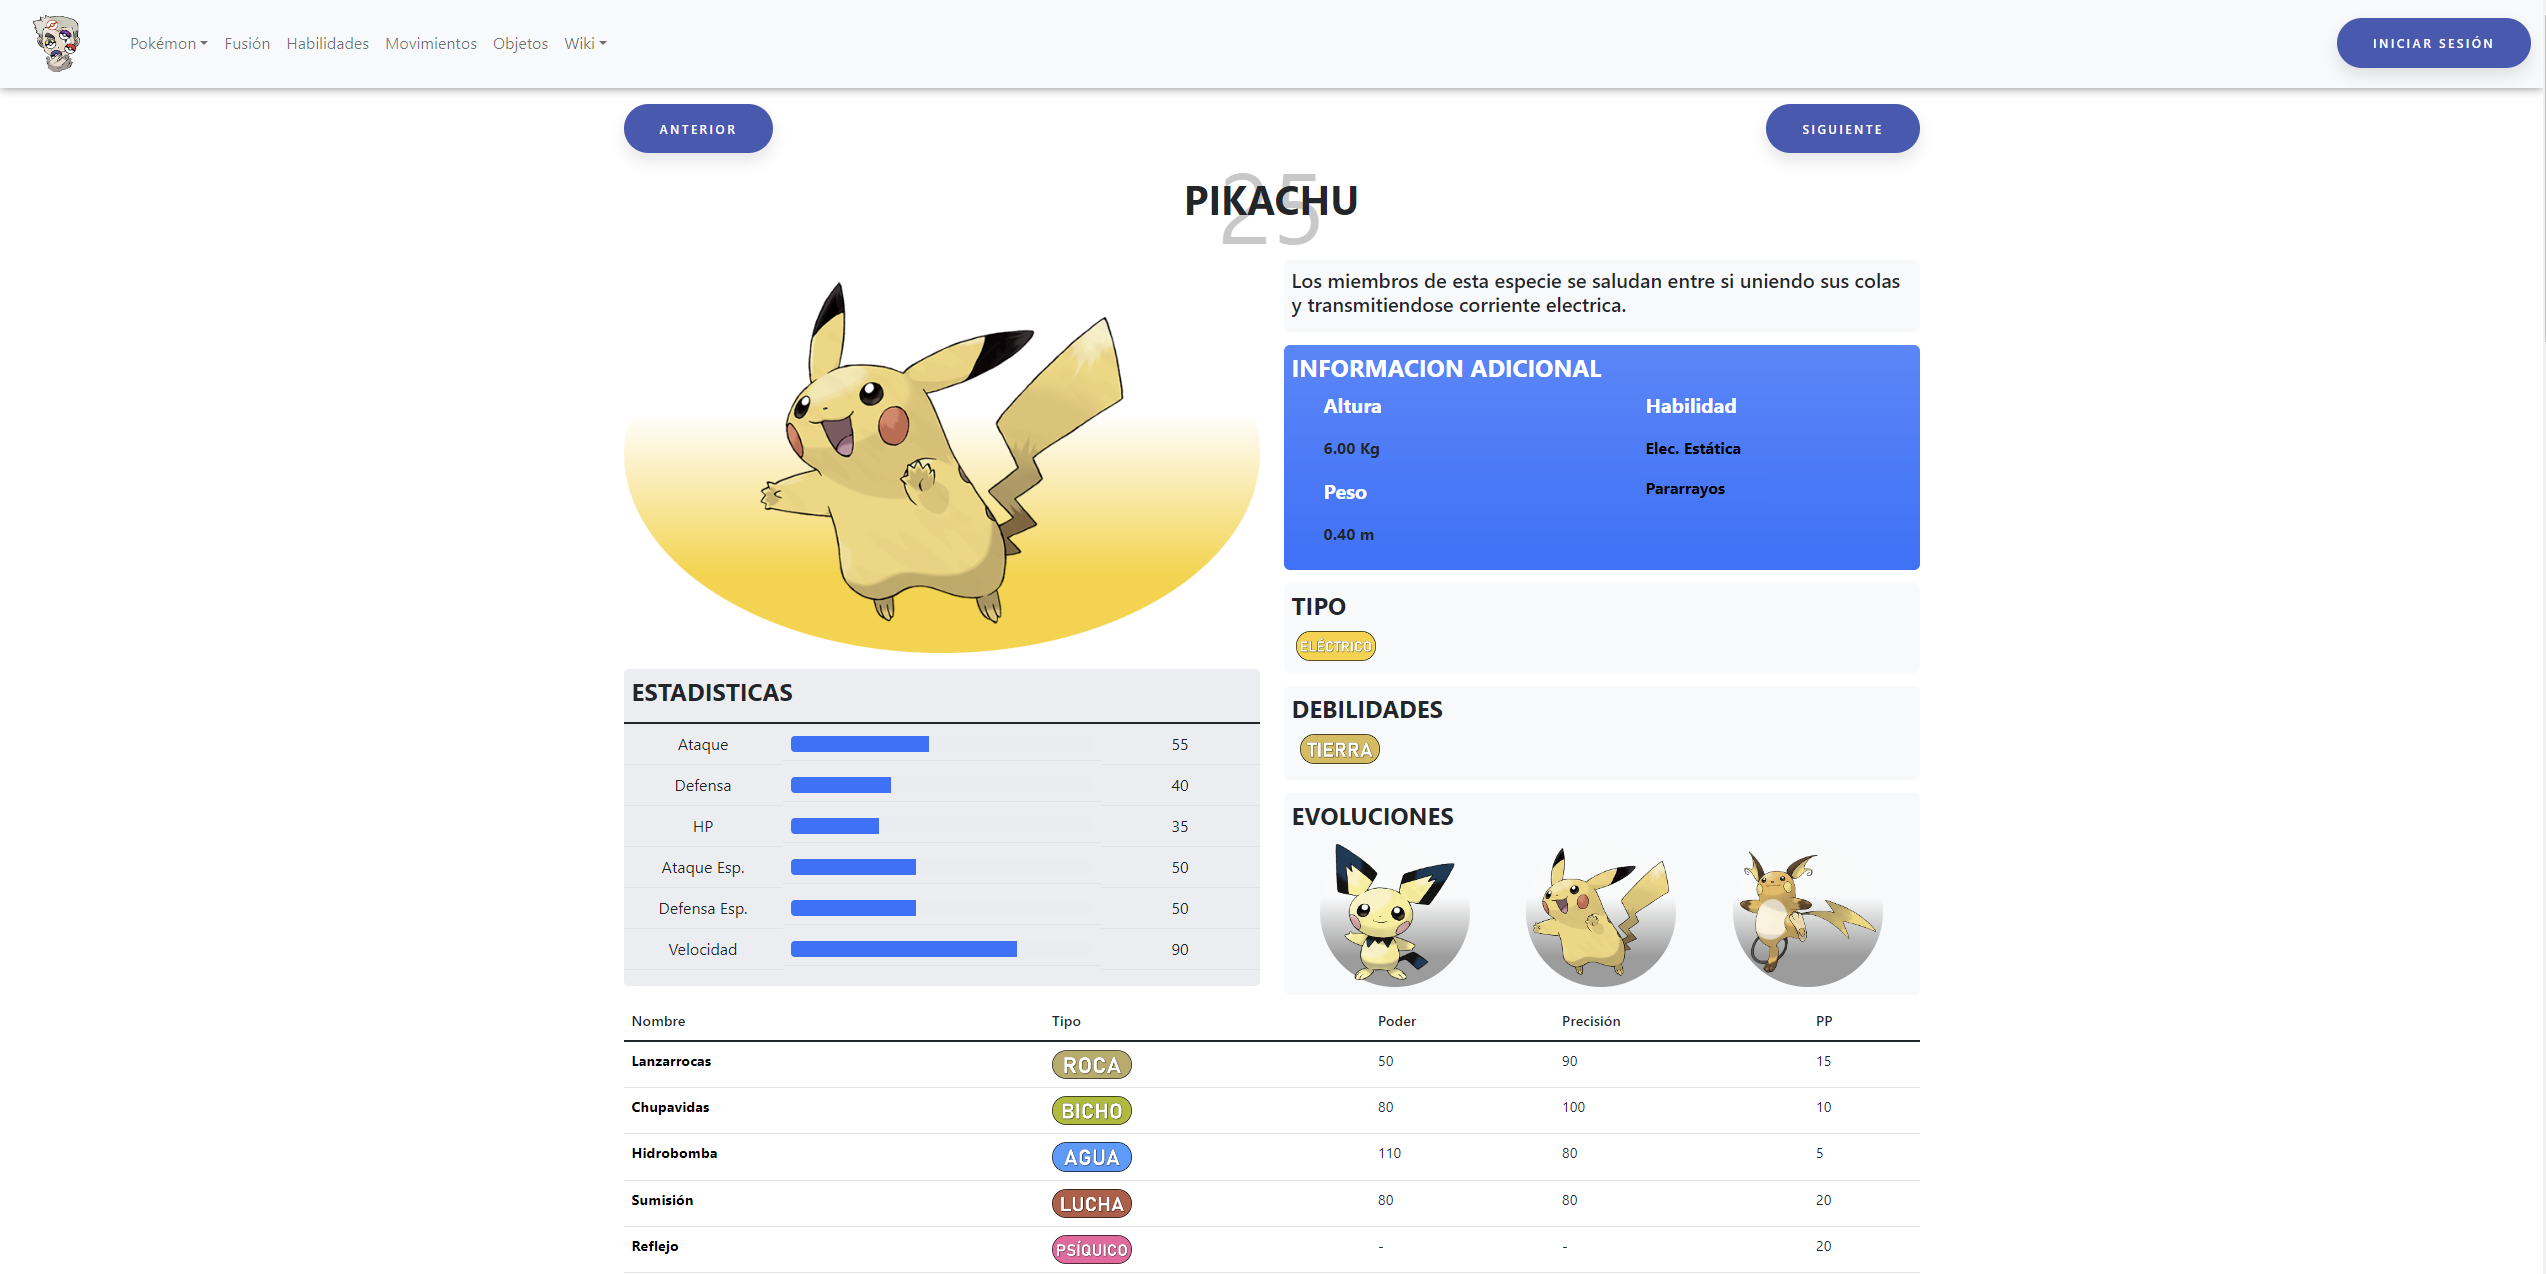 Pokémon Fusión Habilidades Movimientos Objetos Wiki INICIAR SESIÓN
ANTERIOR SIGUIENTE
25
PIKACHU
Los miembros de esta especie se saludan entre si uniendo sus colas
y transmitiendose corriente electrica.
INFORMACION ADICIONAL
Altura Habilidad
6.00 Kg Elec. Estática
Peso Pararrayos
0.40 m
TIPO
ELÉCTRICO
DEBILIDADES
TIERRA
EVOLUCIONES
ESTADISTICAS
Ataque 55
Defensa 40
HP 35
Ataque Esp. 50
Defensa Esp. 50
Velocidad 90
Nombre Tipo Poder Precisión PP
Lanzarrocas ROCA 50 90 15
Chupavidas BICHO 80 100 10
Hidrobomba AGUA 110 80 5
Sumisión LUCHA 80 80 20
Reflejo PSÍQUICO - - 20